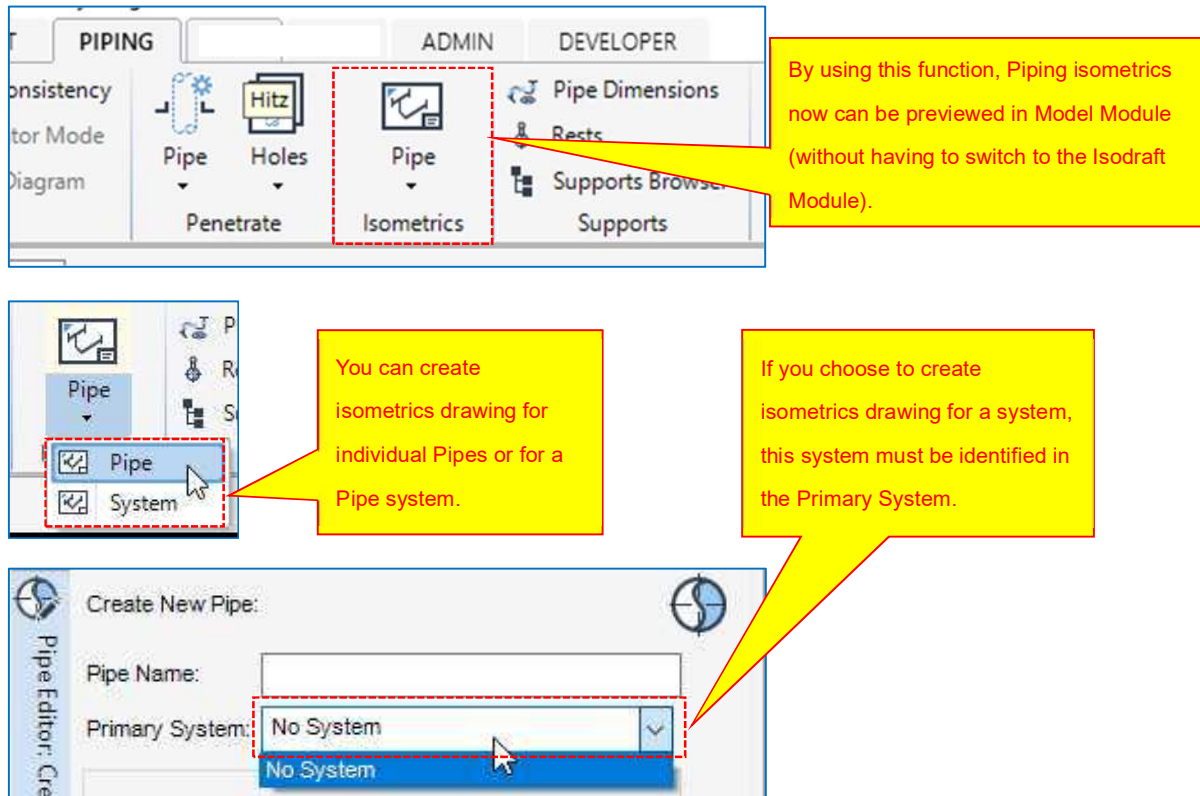 PIPING
ADMIN
DEVELOPER
onsistency
tor Mode
Diagram
Pipe
Hitz
Holes
Penetrate
Pipe
Isometrics
Pipe Dimensions
Rests
Supports Browser
Supports
By using this function, Piping isometrics
now can be previewed in Model Module
(without having to switch to the Isodraft
Module).
Pipe
P
R
S
Pipe
System
You can create
isometrics drawing for
individual Pipes or for a
Pipe system.
If you choose to create
isometrics drawing for a system,
this system must be identified in
the Primary System.
Pipe Editor: Cre
Create New Pipe:
Pipe Name:
Primary System:
No System
No System